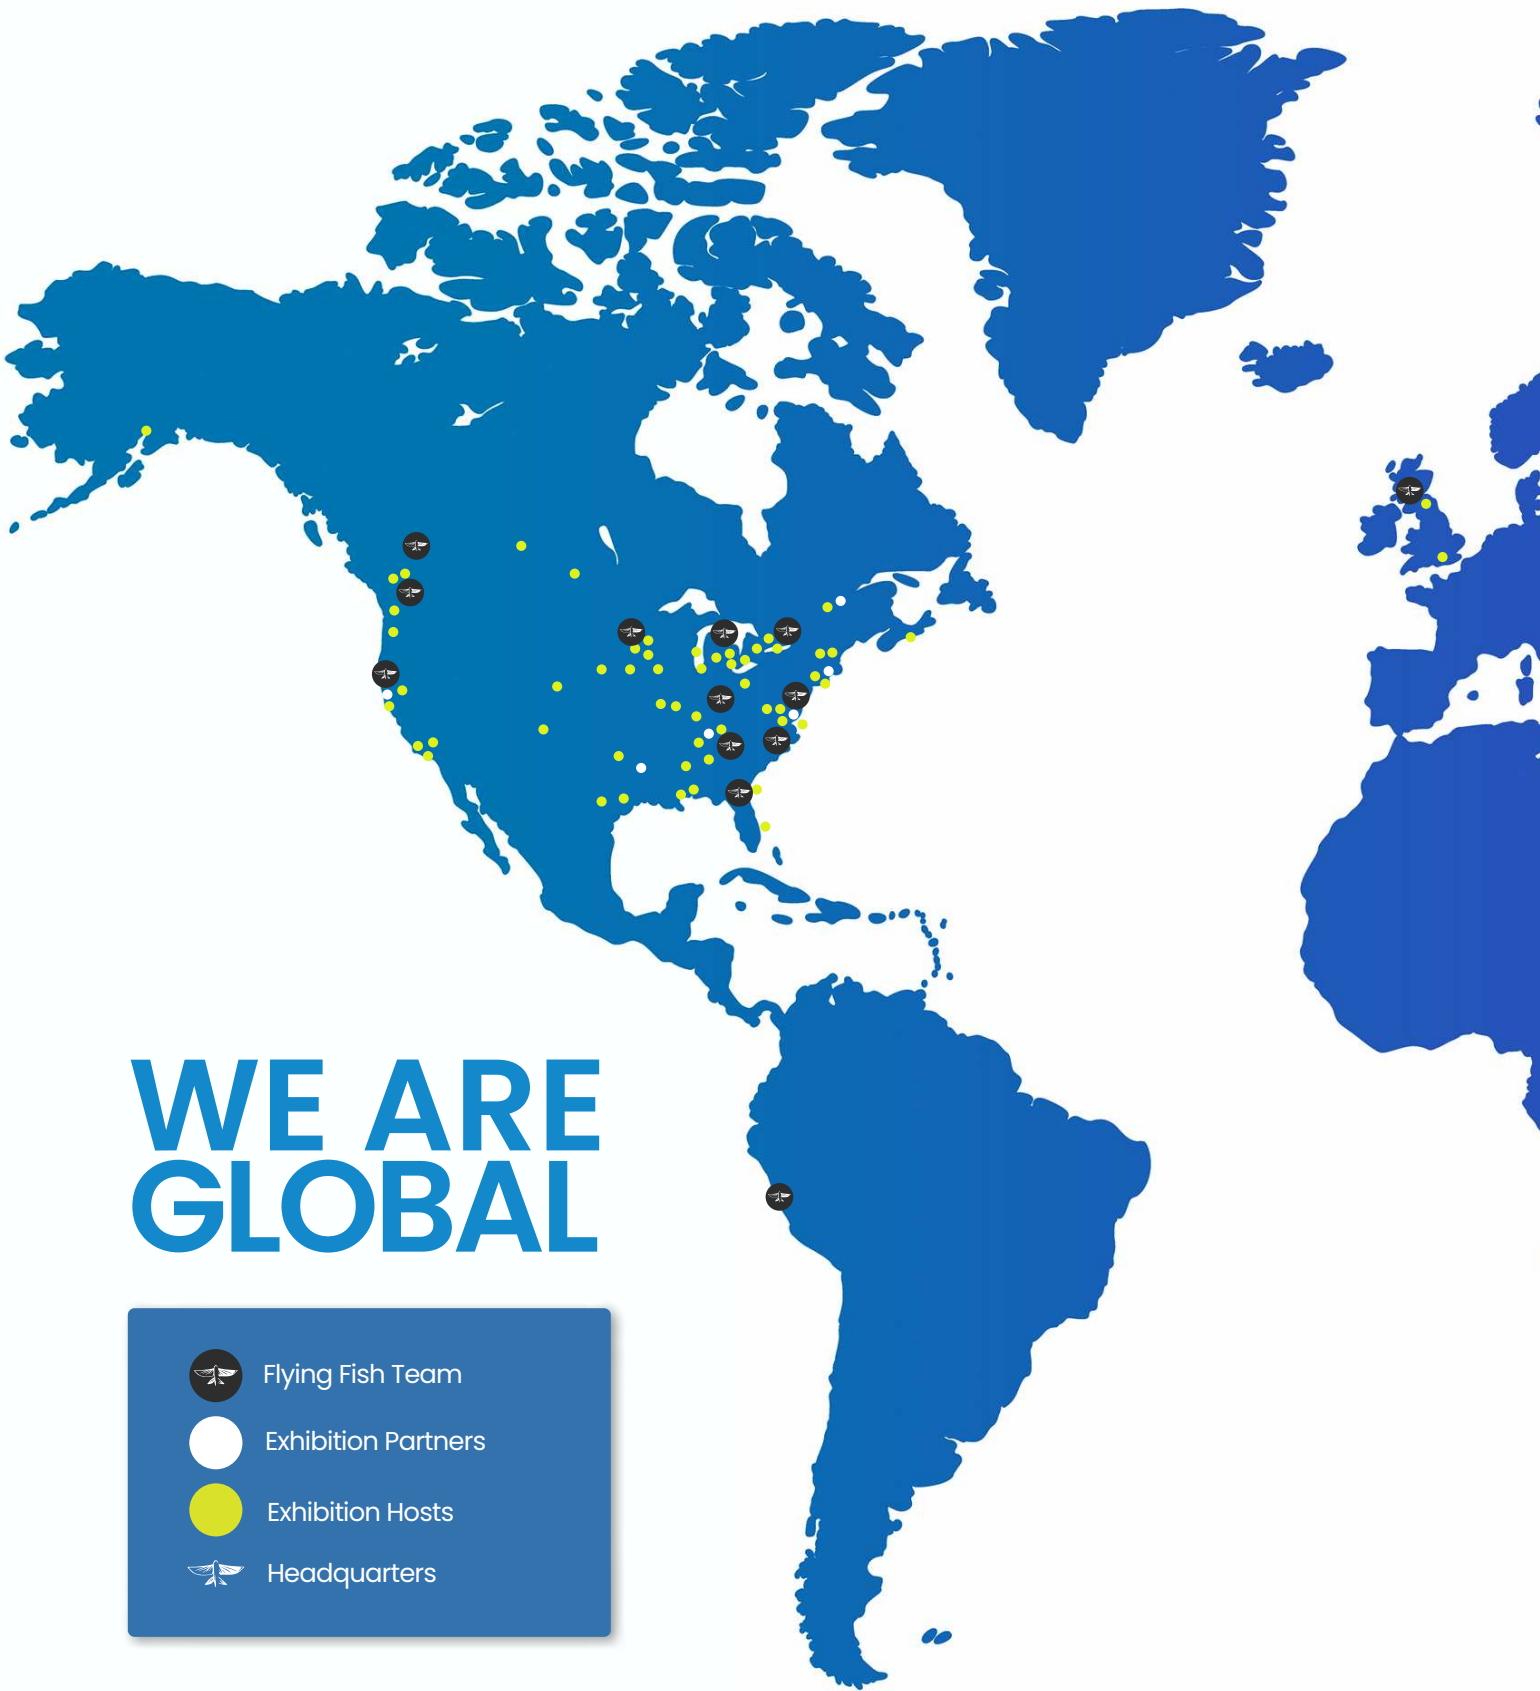 WE ARE
GLOBAL
Flying Fish Team
Exhibition Partners
Exhibition Hosts
Headquarters